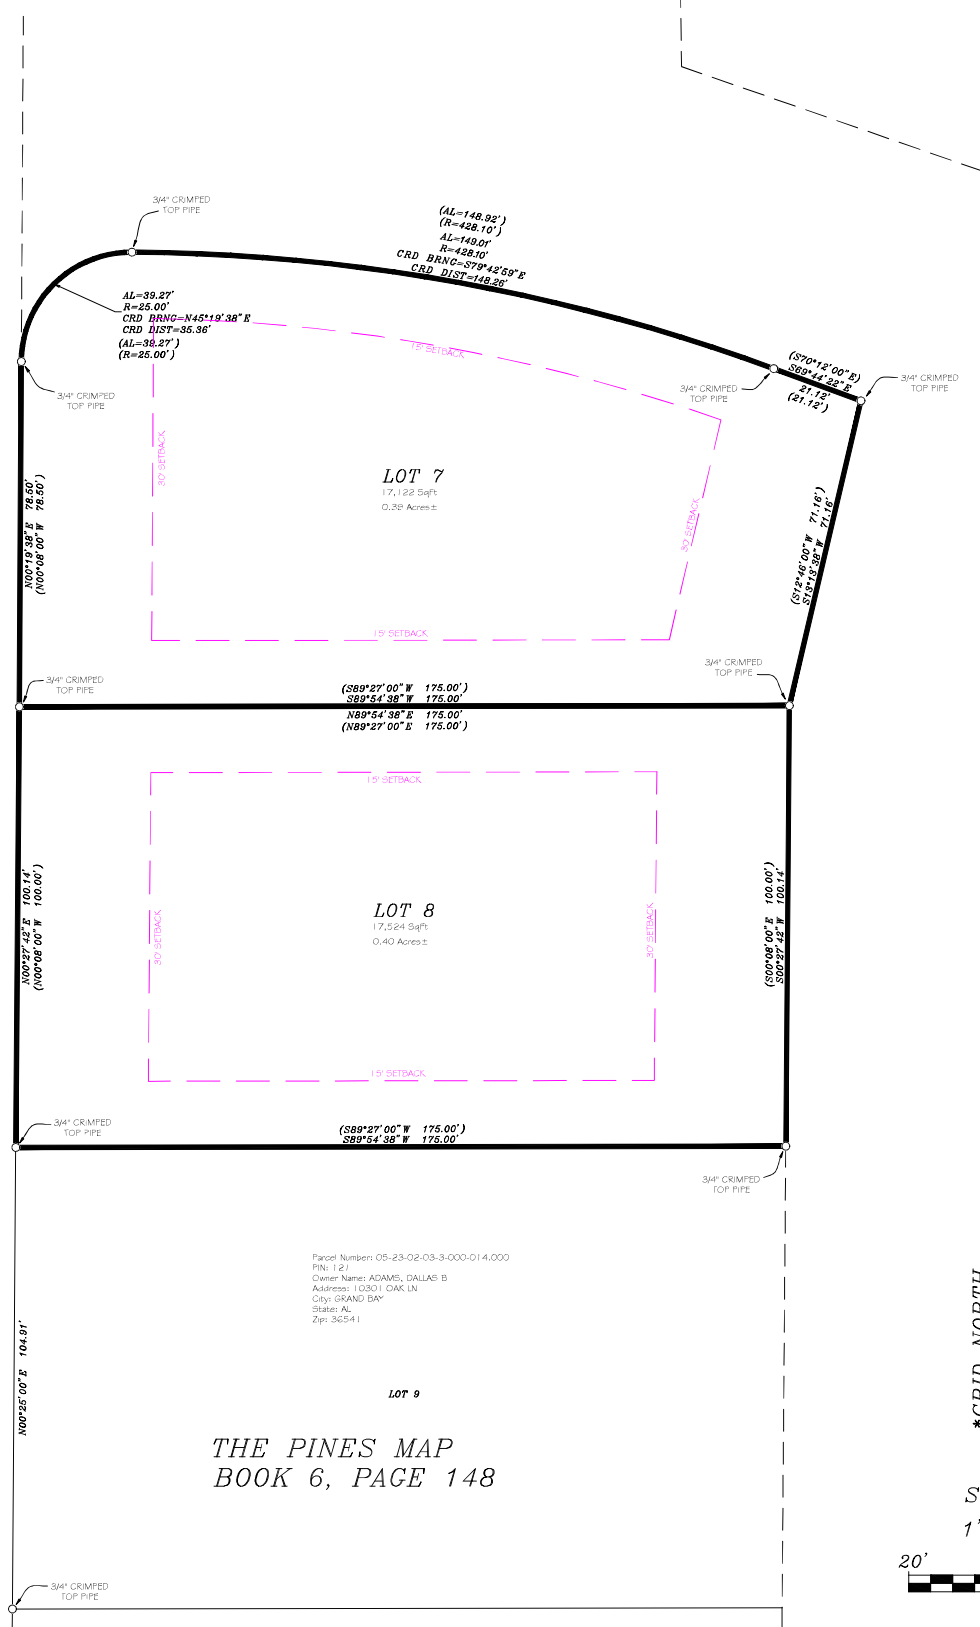 3/4" CRIMPED
TOP PIPE
(AL=148.92')
(R=428.10')
AL=149.01'
R=428.10'
CRD BRNG=S79°42'59"E
CRD DIST=148.26'
AL=39.27'
R=25.00'
CRD BRNG=N45°19'38"E
CRD DIST=35.36'
(AL=39.27')
(R=25.00')
15' SETBACK
(S70°12'00"E)
S69°44'22"E
21.12'
(21.12')
3/4" CRIMPED
TOP PIPE
3/4" CRIMPED
TOP PIPE
3/4" CRIMPED
TOP PIPE
30' SETBACK
LOT 7
17,122 Sqft
0.39 Acres±
N00°19'38"E 78.50'
(N00°08'00"W 78.50')
30' SETBACK
(S12°46'00"W 71.16')
S13°13'38"W 71.16'
15' SETBACK
3/4" CRIMPED
TOP PIPE
3/4" CRIMPED
TOP PIPE
(S89°27'00"W 175.00')
S89°54'38"W 175.00'
N89°54'38"E 175.00'
(N89°27'00"E 175.00')
15' SETBACK
N00°27'42"E 100.14'
(N00°08'00"W 100.00')
30' SETBACK
LOT 8
17,524 Sqft
0.40 Acres±
30' SETBACK
(S00°08'00"E 100.00')
S00°27'42"W 100.14'
15' SETBACK
3/4" CRIMPED
TOP PIPE
(S89°27'00"W 175.00')
S89°54'38"W 175.00'
3/4" CRIMPED
TOP PIPE
Parcel Number: 05-23-02-03-3-000-014.000
PIN: 121
Owner Name: ADAMS, DALLAS B
Address: 10301 OAK LN
City: GRAND BAY
State: AL
Zip: 36541
N00°25'00"E 104.91'
LOT 9
*GRID NORTH
THE PINES MAP
BOOK 6, PAGE 148
S
1"
20'
3/4" CRIMPED
TOP PIPE